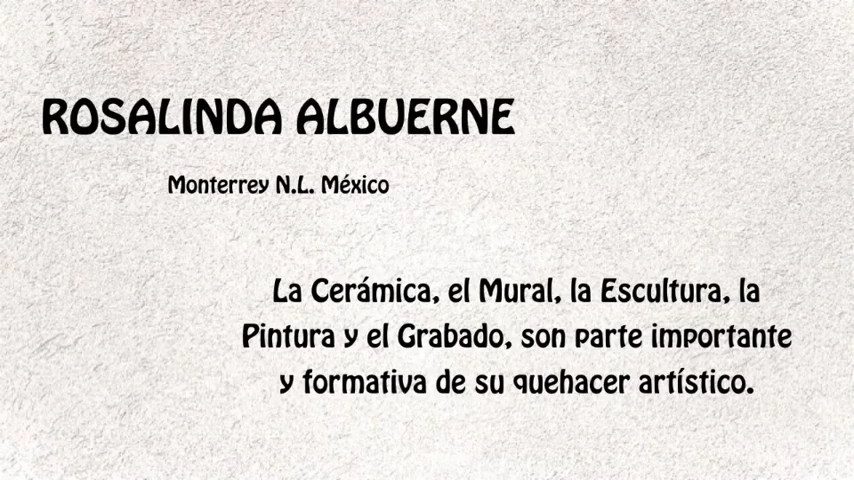 ROSALINDA ALBUERNE
Monterrey N.L. México
La Cerámica, el Mural, la Escultura, la
Pintura y el Grabado, son parte importante
y formativa de su quehacer artístico.